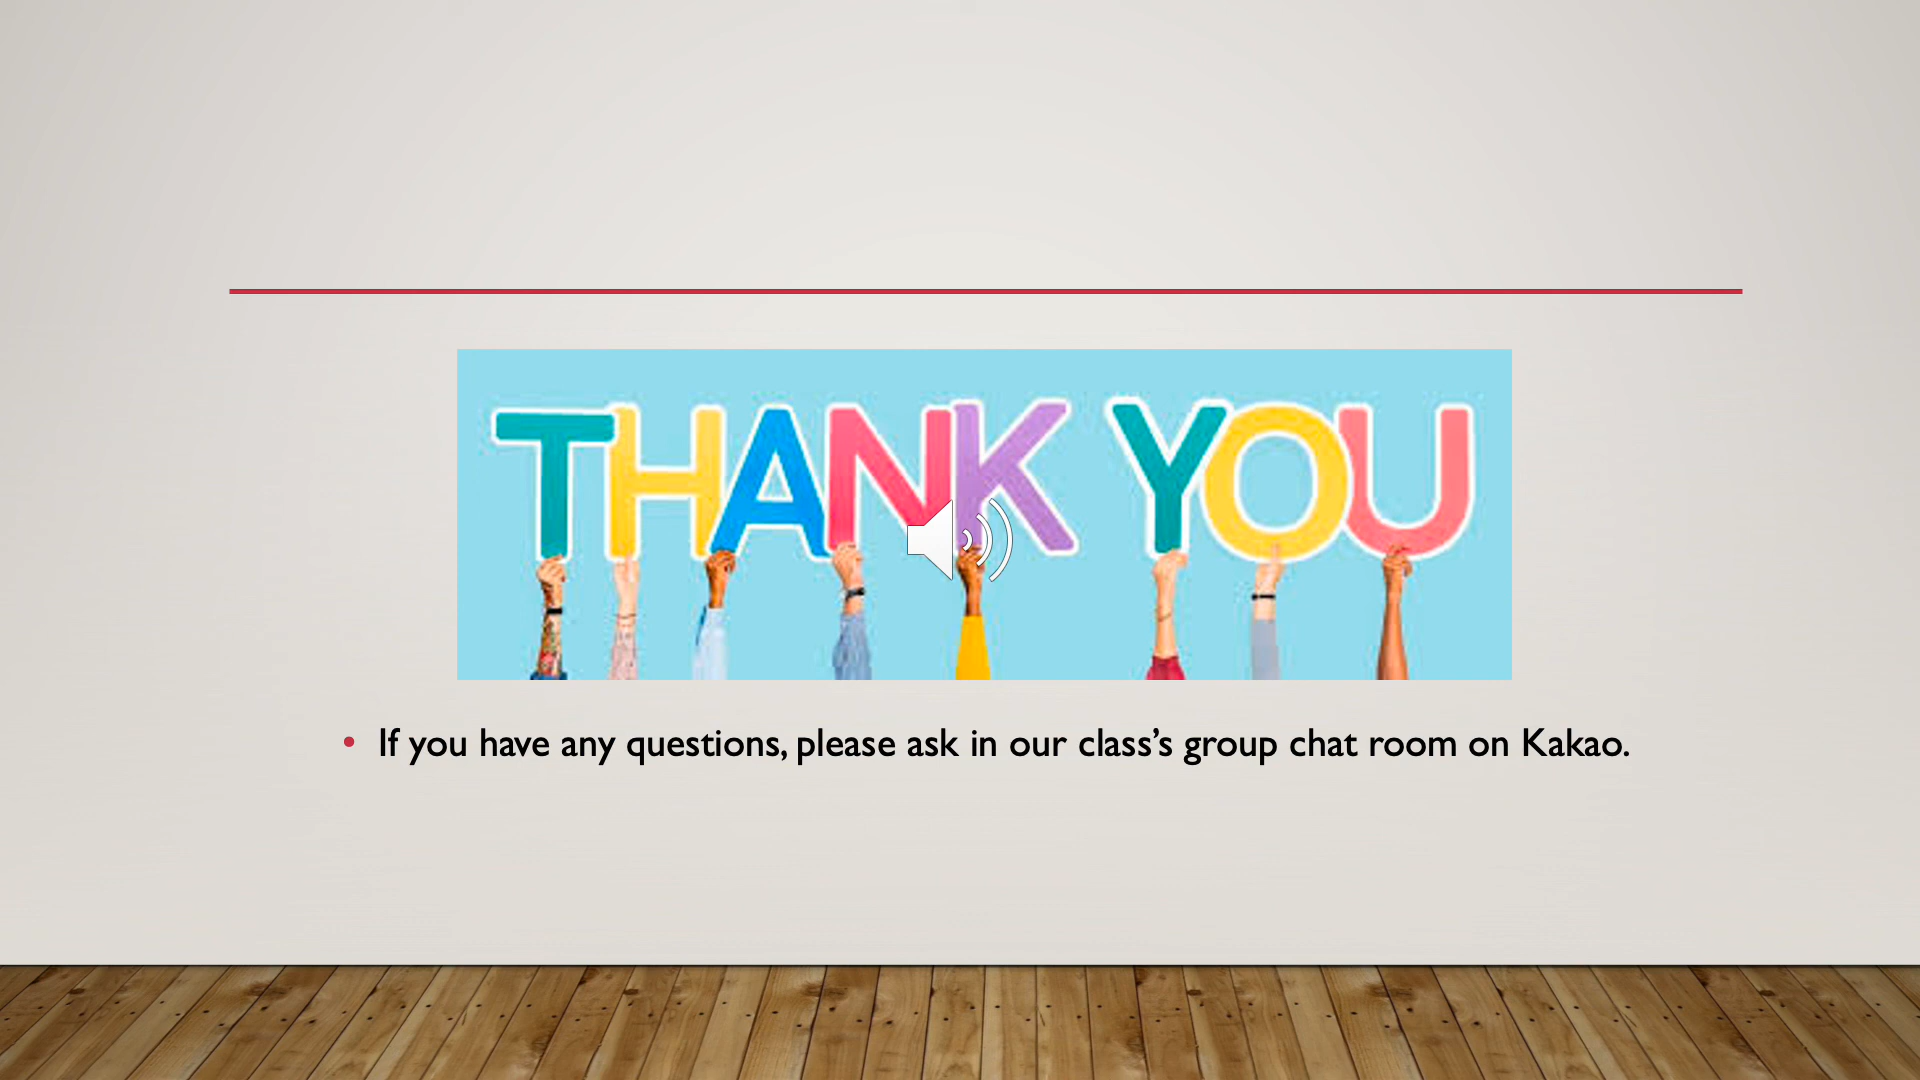 THANK YOU
• If you have any questions, please ask in our class’s group chat room on Kakao.